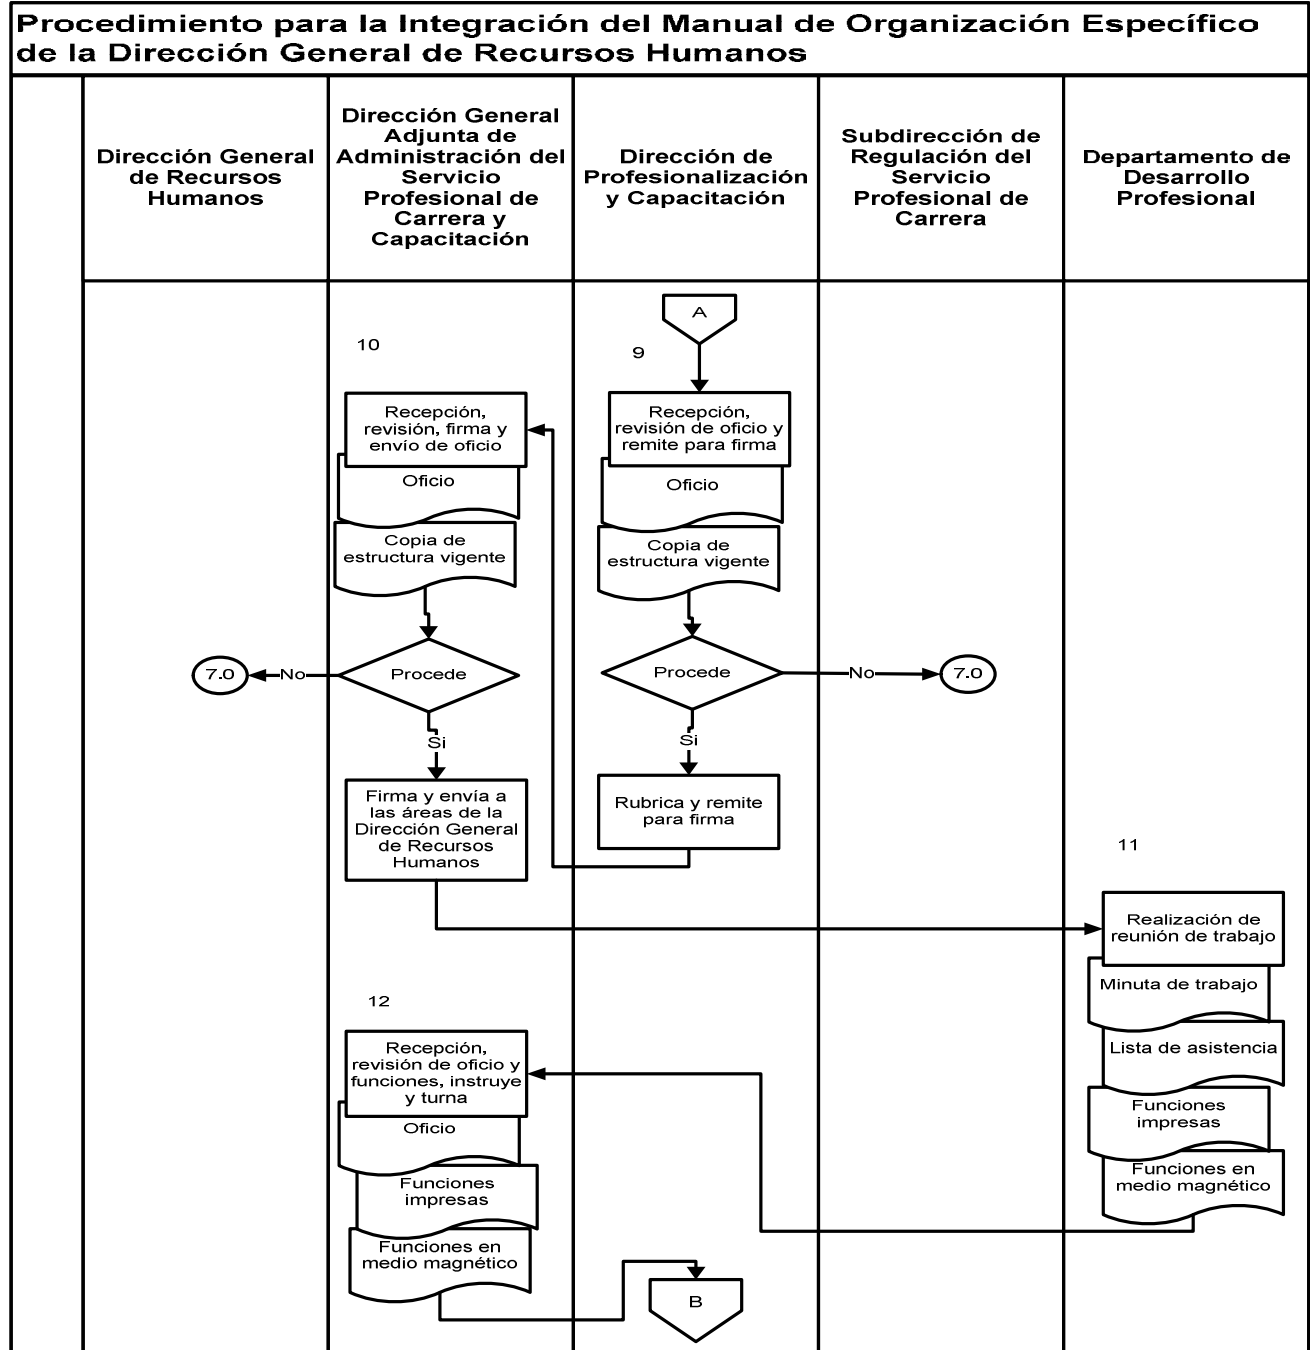 Procedimiento para la Integración del Manual de Organización Específico
de la Dirección General de Recursos Humanos
Dirección General
de Recursos
Humanos
Dirección General
Adjunta de
Administración del
Servicio
Profesional de
Carrera y
Capacitación
Dirección de
Profesionalización
y Capacitación
Subdirección de
Regulación del
Servicio
Profesional de
Carrera
Departamento de
Desarrollo
Profesional
A
9
Recepción,
revisión de oficio y
remite para firma
Oficio
Copia de
estructura vigente
Procede
No
7.0
Si
Rubrica y remite
para firma
10
Recepción,
revisión, firma y
envío de oficio
Oficio
Copia de
estructura vigente
Procede
No
7.0
Si
Firma y envía a
las áreas de la
Dirección General
de Recursos
Humanos
11
Realización de
reunión de trabajo
Minuta de trabajo
Lista de asistencia
Funciones
impresas
Funciones en
medio magnético
12
Recepción,
revisión de oficio y
funciones, instruye
y turna
Oficio
Funciones
impresas
Funciones en
medio magnético
B